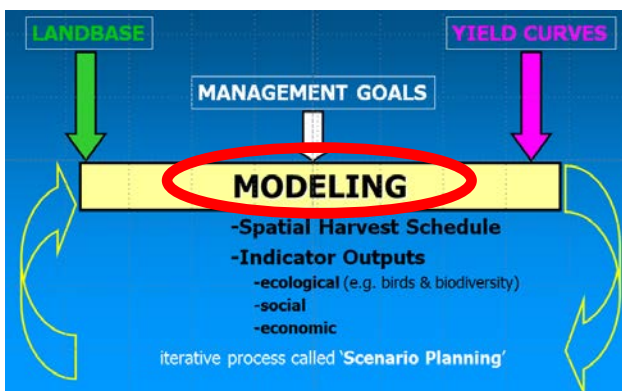 LANDBASE
YIELD CURVES
MANAGEMENT GOALS
MODELING
-Spatial Harvest Schedule
-Indicator Outputs
-ecological (e.g. birds & biodiversity)
-social
-economic
iterative process called ‘Scenario Planning’